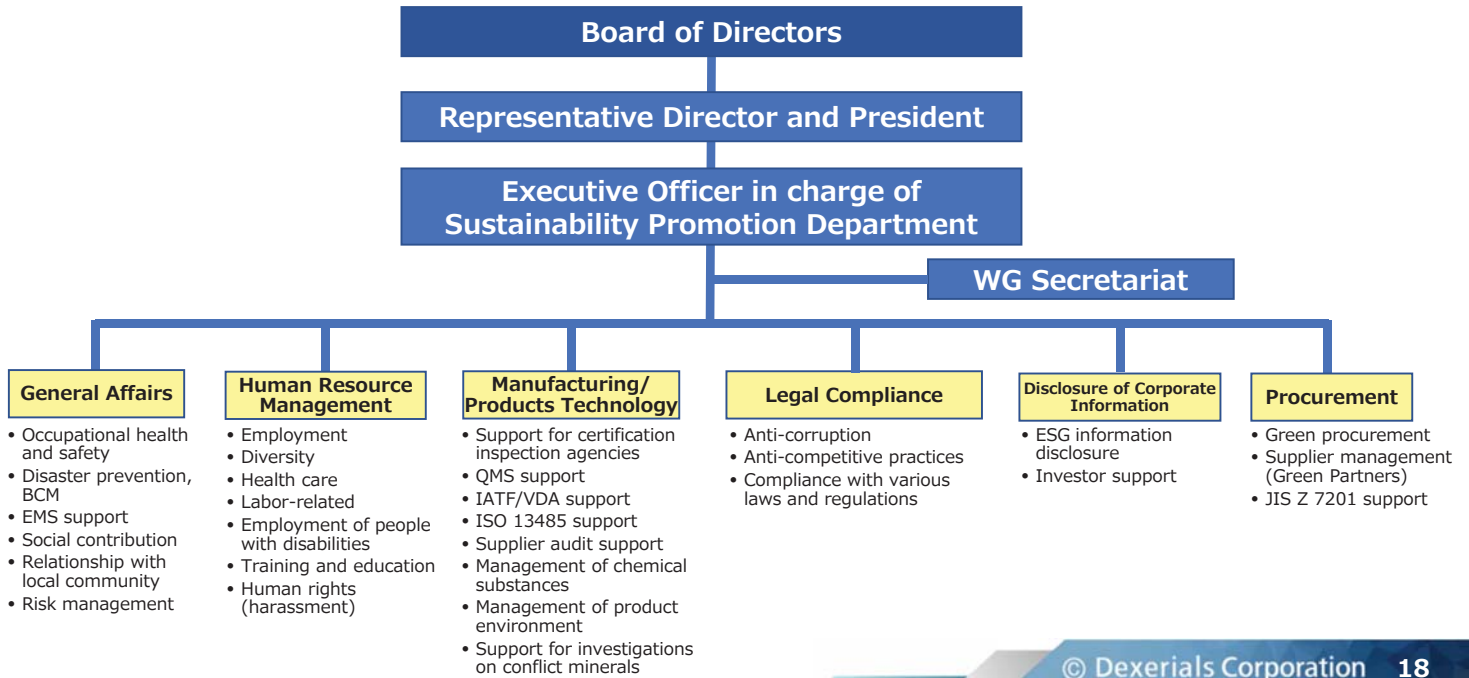 Board of Directors
Representative Director and President
Executive Officer in charge of
Sustainability Promotion Department
WG Secretariat
General Affairs
• Occupational health
and safety
• Disaster prevention,
BCM
• EMS support
• Social contribution
• Relationship with
local community
• Risk management
Human Resource
Management
• Employment
• Diversity
• Health care
• Labor-related
• Employment of people
with disabilities
• Training and education
• Human rights
(harassment)
Manufacturing/
Products Technology
• Support for certification
inspection agencies
• QMS support
• IATF/VDA support
• ISO 13485 support
• Supplier audit support
• Management of chemical
substances
• Management of product
environment
• Support for investigations
on conflict minerals
Legal Compliance
• Anti-corruption
• Anti-competitive practices
• Compliance with various
laws and regulations
Disclosure of Corporate
Information
• ESG information
disclosure
• Investor support
Procurement
• Green procurement
• Supplier management
(Green Partners)
• JIS Z 7201 support
© Dexerials Corporation 18